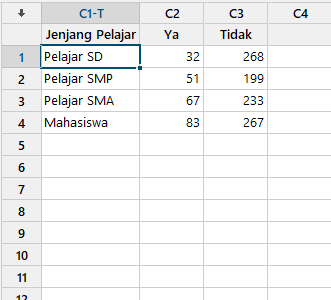 C1-T C2 C3 C4
Jenjang Pelajar Ya Tidak
1 Pelajar SD 32 268
2 Pelajar SMP 51 199
3 Pelajar SMA 67 233
4 Mahasiswa 83 267
5
6
7
8
9
10
11
12